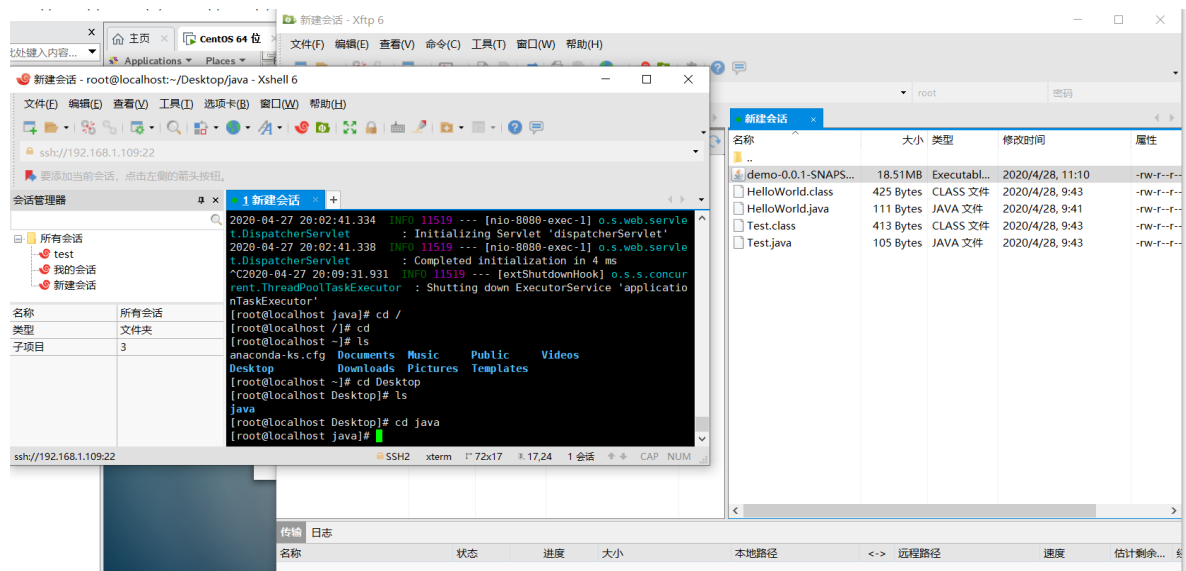 新建会话 - Xftp 6
主页 × CentOS 64 位 ×
此处键入内容...
文件(F) 编辑(E) 查看(V) 命令(C) 工具(T) 窗口(W) 帮助(H)
Applications Places
新建会话 - root@localhost:~/Desktop/java - Xshell 6
文件(F) 编辑(E) 查看(V) 工具(T) 选项卡(B) 窗口(W) 帮助(H)
root 密码
ssh://192.168.1.109:22
要添加当前会话，点击左侧的箭头按钮。
会话管理器
1 新建会话 × +
所有会话
test
我的会话
新建会话
名称 所有会话
类型 文件夹
子项目 3
2020-04-27 20:02:41.334 INFO 11519 --- [nio-8080-exec-1] o.s.web.servle
t.DispatcherServlet : Initializing Servlet 'dispatcherServlet'
2020-04-27 20:02:41.338 INFO 11519 --- [nio-8080-exec-1] o.s.web.servle
t.DispatcherServlet : Completed initialization in 4 ms
^C2020-04-27 20:09:31.931 INFO 11519 --- [extShutdownHook] o.s.s.concur
rent.ThreadPoolTaskExecutor : Shutting down ExecutorService 'applicatio
nTaskExecutor'
[root@localhost java]# cd /
[root@localhost /]# cd
[root@localhost ~]# ls
anaconda-ks.cfg Documents Music Public Videos
Desktop Downloads Pictures Templates
[root@localhost ~]# cd Desktop
[root@localhost Desktop]# ls
java
[root@localhost Desktop]# cd java
[root@localhost java]#
ssh://192.168.1.109:22 SSH2 xterm 72x17 17,24 1 会话 CAP NUM
新建会话 ×
名称 大小 类型 修改时间 属性
..
demo-0.0.1-SNAPS... 18.51MB Executabl... 2020/4/28, 11:10 -rw-r--r--
HelloWorld.class 425 Bytes CLASS 文件 2020/4/28, 9:43 -rw-r--r--
HelloWorld.java 111 Bytes JAVA 文件 2020/4/28, 9:41 -rw-r--r--
Test.class 413 Bytes CLASS 文件 2020/4/28, 9:43 -rw-r--r--
Test.java 105 Bytes JAVA 文件 2020/4/28, 9:43 -rw-r--r--
传输 日志
名称 状态 进度 大小 本地路径 <-> 远程路径 速度 估计剩余...